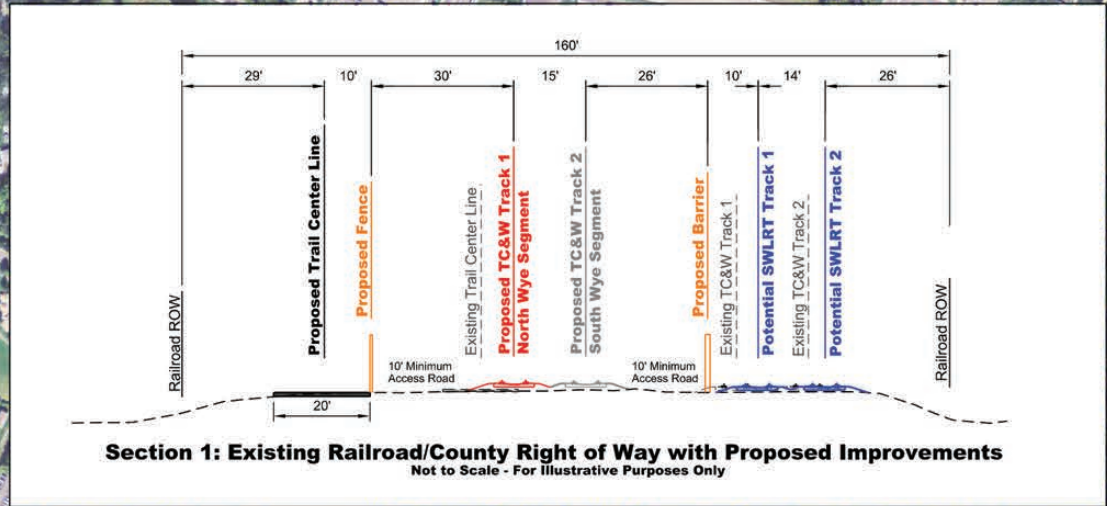 160'
29'
10'
30'
15'
26'
10'
14'
26'
Railroad ROW
Proposed Trail Center Line
Proposed Fence
Existing Trail Center Line
Proposed TC&W Track 1
North Wye Segment
Proposed TC&W Track 2
South Wye Segment
Proposed Barrier
Existing TC&W Track 1
Potential SWLRT Track 1
Existing TC&W Track 2
Potential SWLRT Track 2
Railroad ROW
10' Minimum
Access Road
10' Minimum
Access Road
20'
Section 1: Existing Railroad/County Right of Way with Proposed Improvements
Not to Scale - For Illustrative Purposes Only